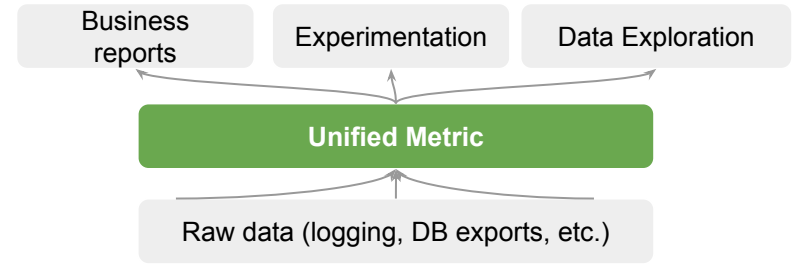 Business
reports
Experimentation
Data Exploration
Unified Metric
Raw data (logging, DB exports, etc.)